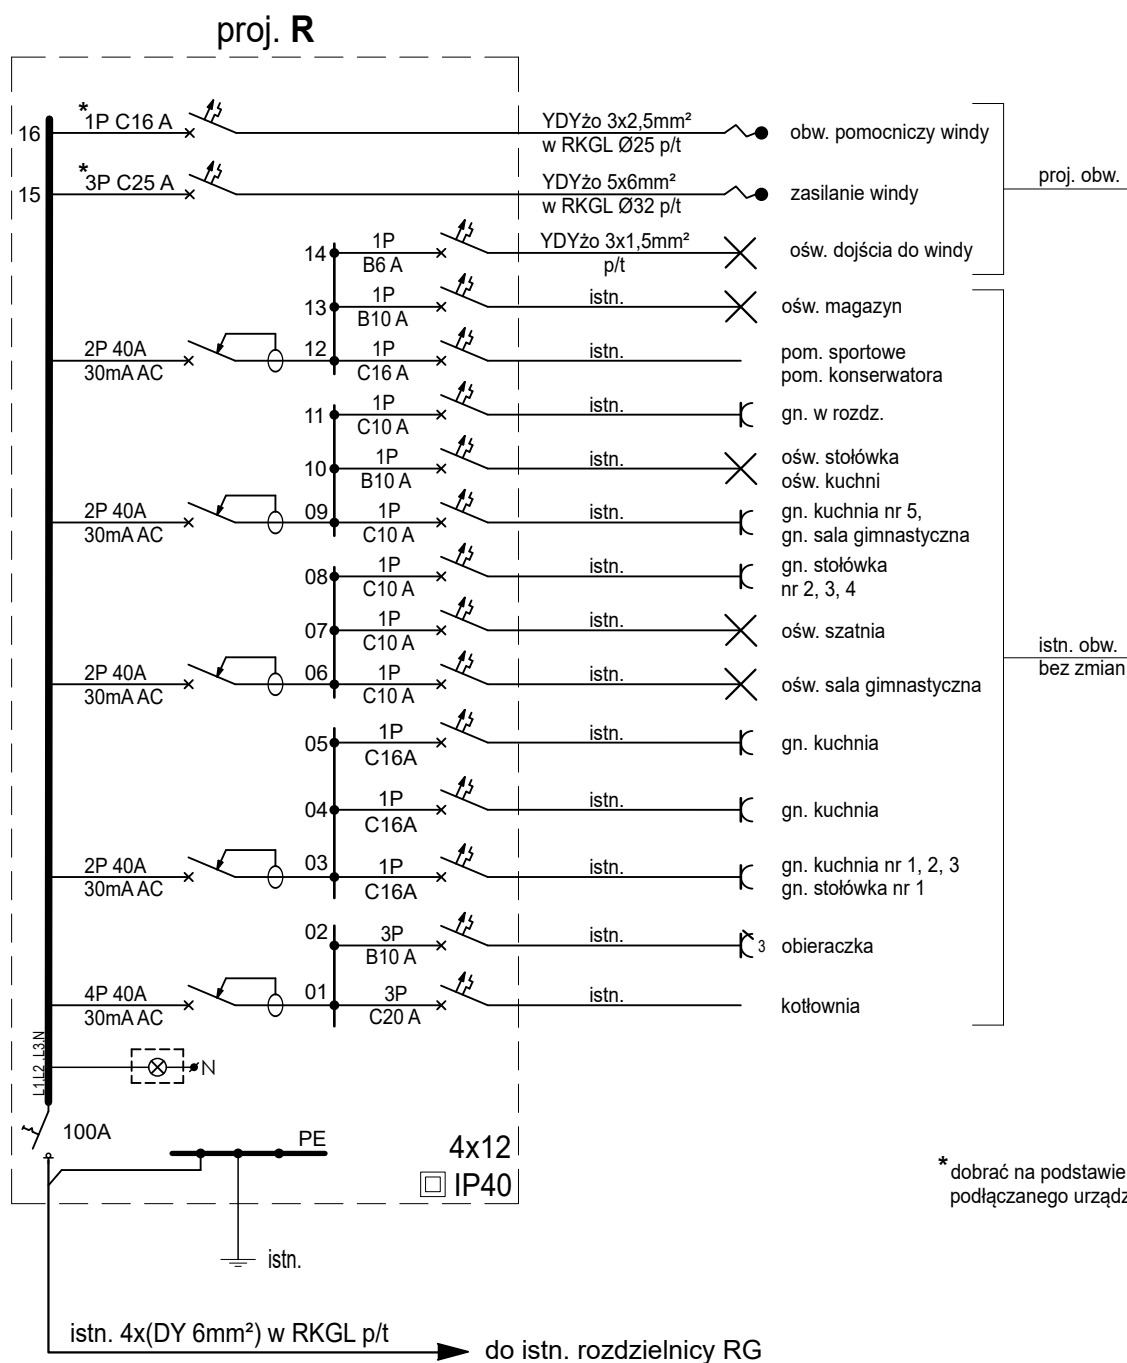 proj. R
16
* 1P C16 A
YDYżo 3x2,5mm²
w RKGL Ø25 p/t
obw. pomocniczy windy
15
* 3P C25 A
YDYżo 5x6mm²
w RKGL Ø32 p/t
zasilanie windy
proj. obw.
14
1P
B6 A
YDYżo 3x1,5mm²
p/t
ośw. dojścia do windy
13
1P
B10 A
istn.
ośw. magazyn
2P 40A
30mA AC
12
1P
C16 A
istn.
pom. sportowe
pom. konserwatora
11
1P
C10 A
istn.
gn. w rozdz.
10
1P
B10 A
istn.
ośw. stołówka
ośw. kuchni
2P 40A
30mA AC
09
1P
C10 A
istn.
gn. kuchnia nr 5,
gn. sala gimnastyczna
08
1P
C10 A
istn.
gn. stołówka
nr 2, 3, 4
07
1P
C10 A
istn.
ośw. szatnia
istn. obw.
bez zmian
2P 40A
30mA AC
06
1P
C10 A
istn.
ośw. sala gimnastyczna
05
1P
C16A
istn.
gn. kuchnia
04
1P
C16A
istn.
gn. kuchnia
2P 40A
30mA AC
03
1P
C16A
istn.
gn. kuchnia nr 1, 2, 3
gn. stołówka nr 1
02
3P
B10 A
istn.
3
obieraczka
4P 40A
30mA AC
01
3P
C20 A
istn.
kotłownia
L1,L2 ,L3,N
N
100A
PE
4x12
IP40
* dobrać na podstawie
podłączanego urządz
istn.
istn. 4x(DY 6mm²) w RKGL p/t
do istn. rozdzielnicy RG